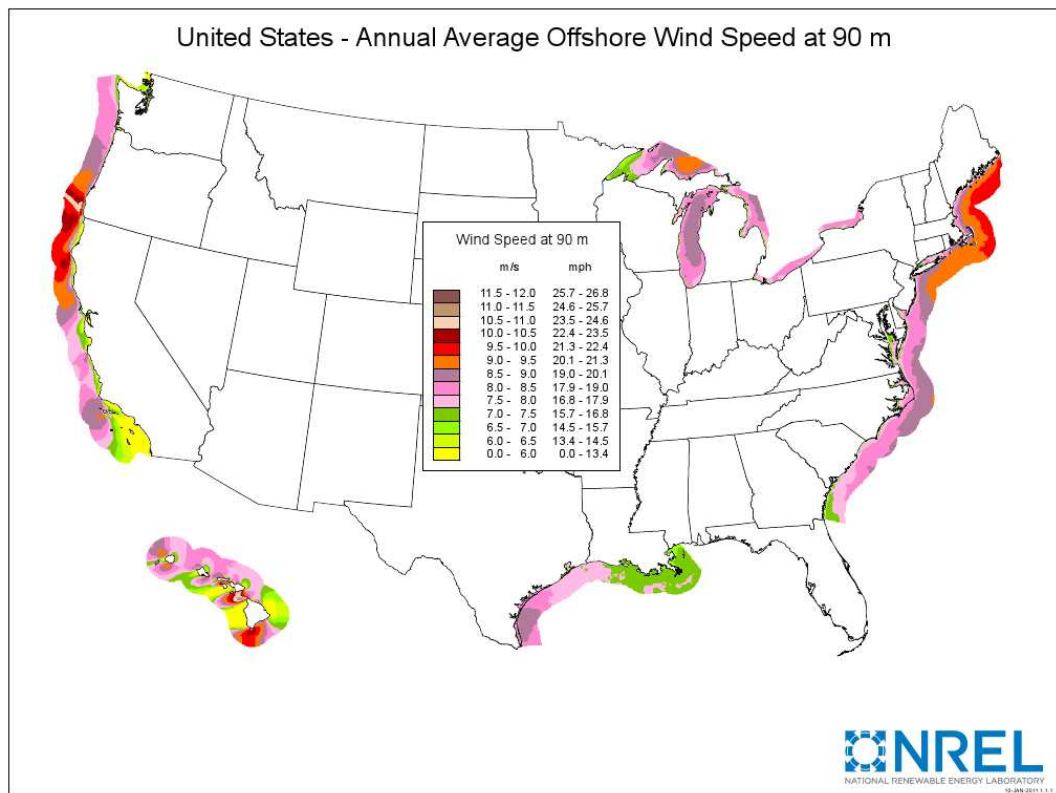 United States - Annual Average Offshore Wind Speed at 90 m
Wind Speed at 90 m
m/s mph
11.5 - 12.0 25.7 - 26.8
11.0 - 11.5 24.6 - 25.7
10.5 - 11.0 23.5 - 24.6
10.0 - 10.5 22.4 - 23.5
9.5 - 10.0 21.3 - 22.4
9.0 - 9.5 20.1 - 21.3
8.5 - 9.0 19.0 - 20.1
8.0 - 8.5 17.9 - 19.0
7.5 - 8.0 16.8 - 17.9
7.0 - 7.5 15.7 - 16.8
6.5 - 7.0 14.5 - 15.7
6.0 - 6.5 13.4 - 14.5
0.0 - 6.0 0.0 - 13.4
NREL
NATIONAL RENEWABLE ENERGY LABORATORY